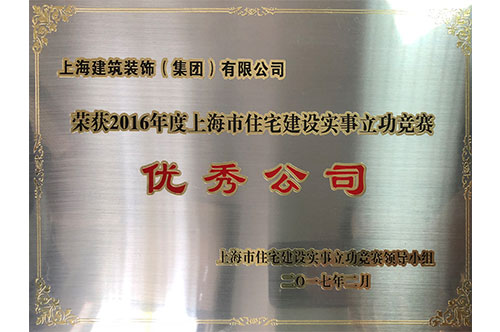 上海建筑装饰（集团）有限公司
荣获2016年度上海市住宅建设实事立功竞赛
优秀公司
上海市住宅建设实事立功竞赛领导小组
二〇一七年二月